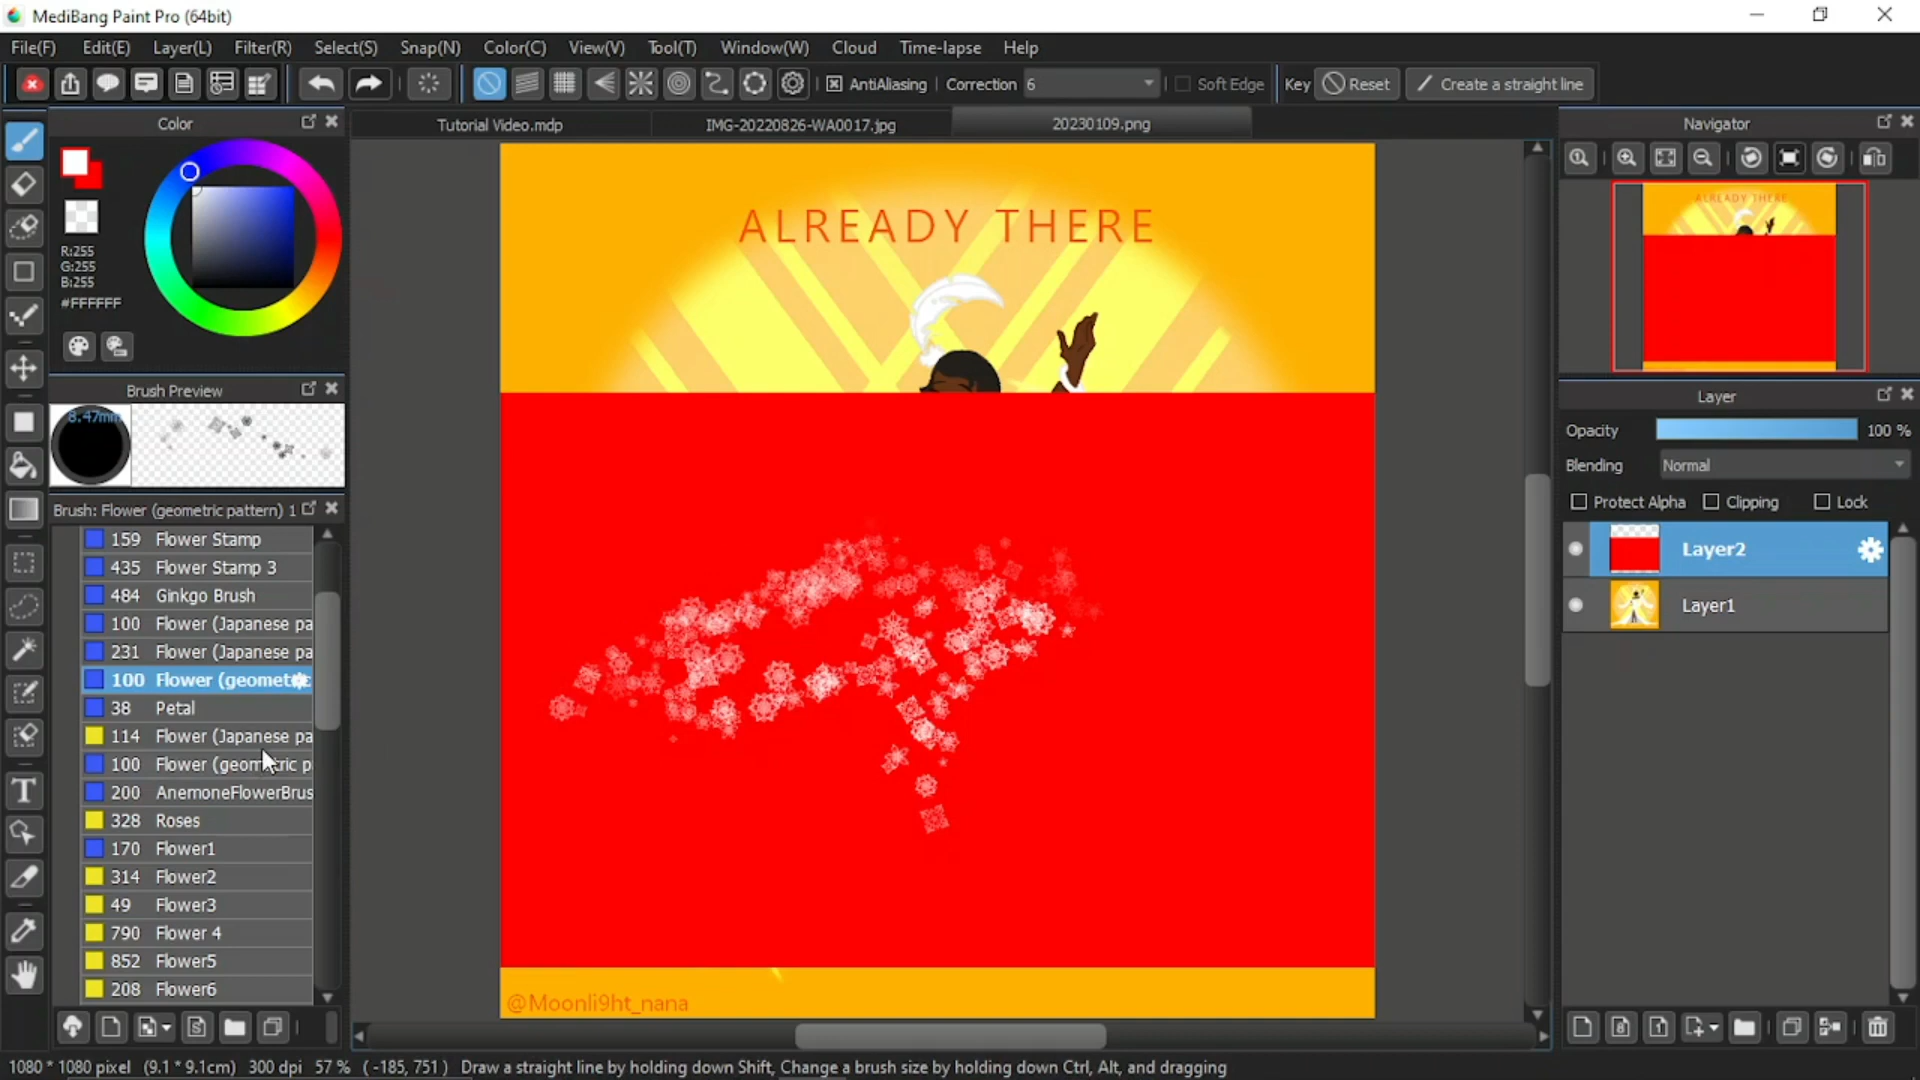 MediBang Paint Pro (64bit)
File(F) Edit(E) Layer(L) Filter(R) Select(S) Snap(N) Color(C) View(V) Tool(T) Window(W) Cloud Time-lapse Help
AntiAliasing Correction 6 Soft Edge Key Reset Create a straight line
Color
Tutorial Video.mdp IMG-20220826-WA0017.jpg 20230109.png
Navigator
R:255
G:255
B:255
#FFFFFF
Brush Preview
8.47mm
Brush: Flower (geometric pattern) 1
159 Flower Stamp
435 Flower Stamp 3
484 Ginkgo Brush
100 Flower (Japanese pa
231 Flower (Japanese pa
100 Flower (geometric
38 Petal
114 Flower (Japanese pa
100 Flower (geometric p
200 AnemoneFlowerBrus
328 Roses
170 Flower1
314 Flower2
49 Flower3
790 Flower 4
852 Flower5
208 Flower6
ALREADY THERE
@Moonli9ht_nana
ALREADY THERE
Layer
Opacity 100 %
Blending Normal
Protect Alpha Clipping Lock
Layer2
Layer1
1080 * 1080 pixel (9.1 * 9.1cm) 300 dpi 57 % ( -185, 751 ) Draw a straight line by holding down Shift, Change a brush size by holding down Ctrl, Alt, and dragging